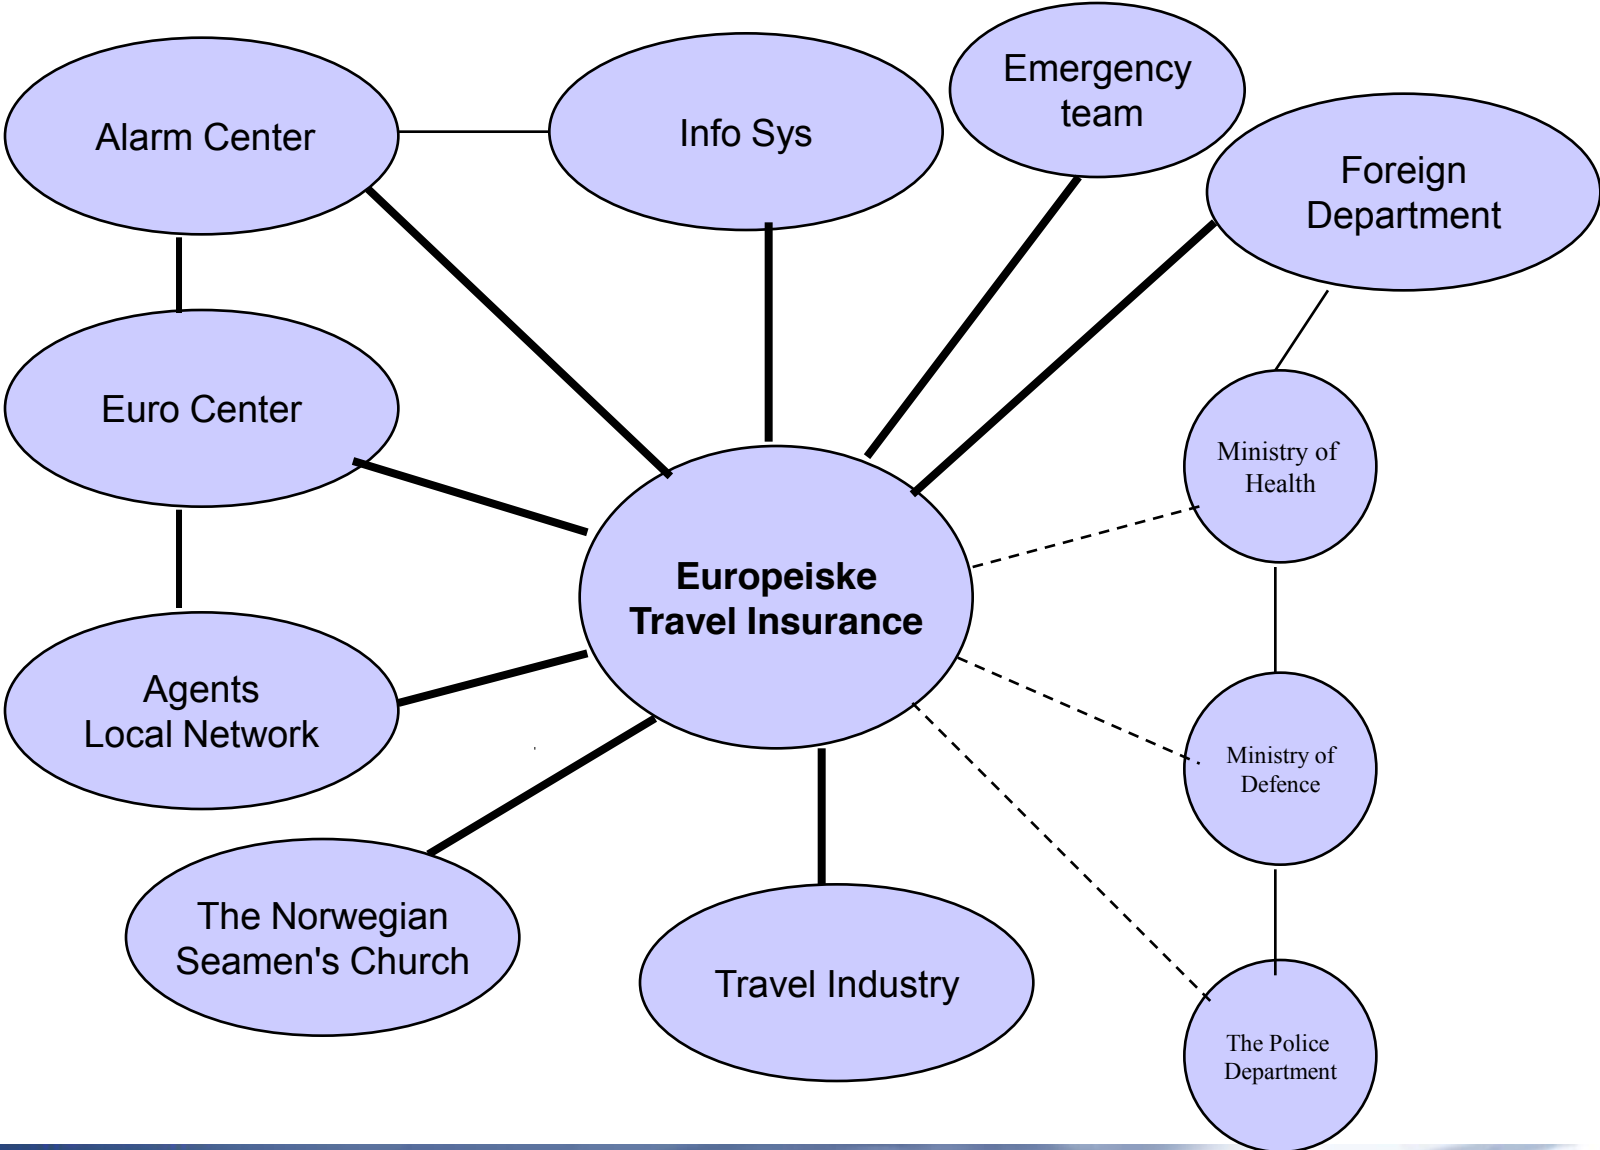 Emergency
team
Alarm Center
Info Sys
Foreign
Department
Euro Center
Ministry of
Health
Europeiske
Travel Insurance
Agents
Local Network
Ministry of
Defence
The Norwegian
Seamen's Church
Travel Industry
The Police
Department